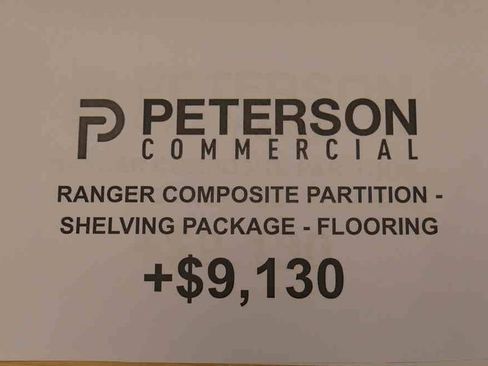 PETERSON
COMMERCIAL
RANGER COMPOSITE PARTITION -
SHELVING PACKAGE - FLOORING
+$9,130